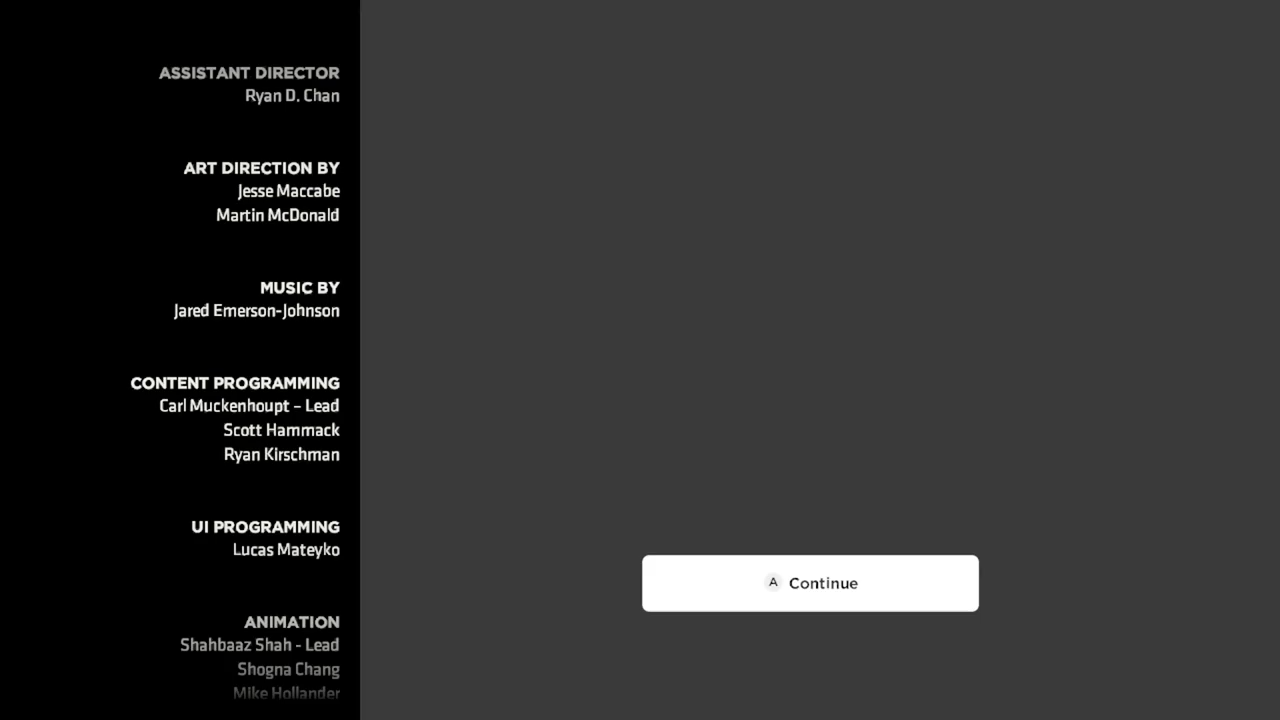 ASSISTANT DIRECTOR
Ryan D. Chan
ART DIRECTION BY
Jesse Maccabe
Martin McDonald
MUSIC BY
Jared Emerson-Johnson
CONTENT PROGRAMMING
Carl Muckenhoupt – Lead
Scott Hammack
Ryan Kirschman
UI PROGRAMMING
Lucas Mateyko
ANIMATION
Shahbaaz Shah - Lead
Shogna Chang
Mike Hollander
A Continue